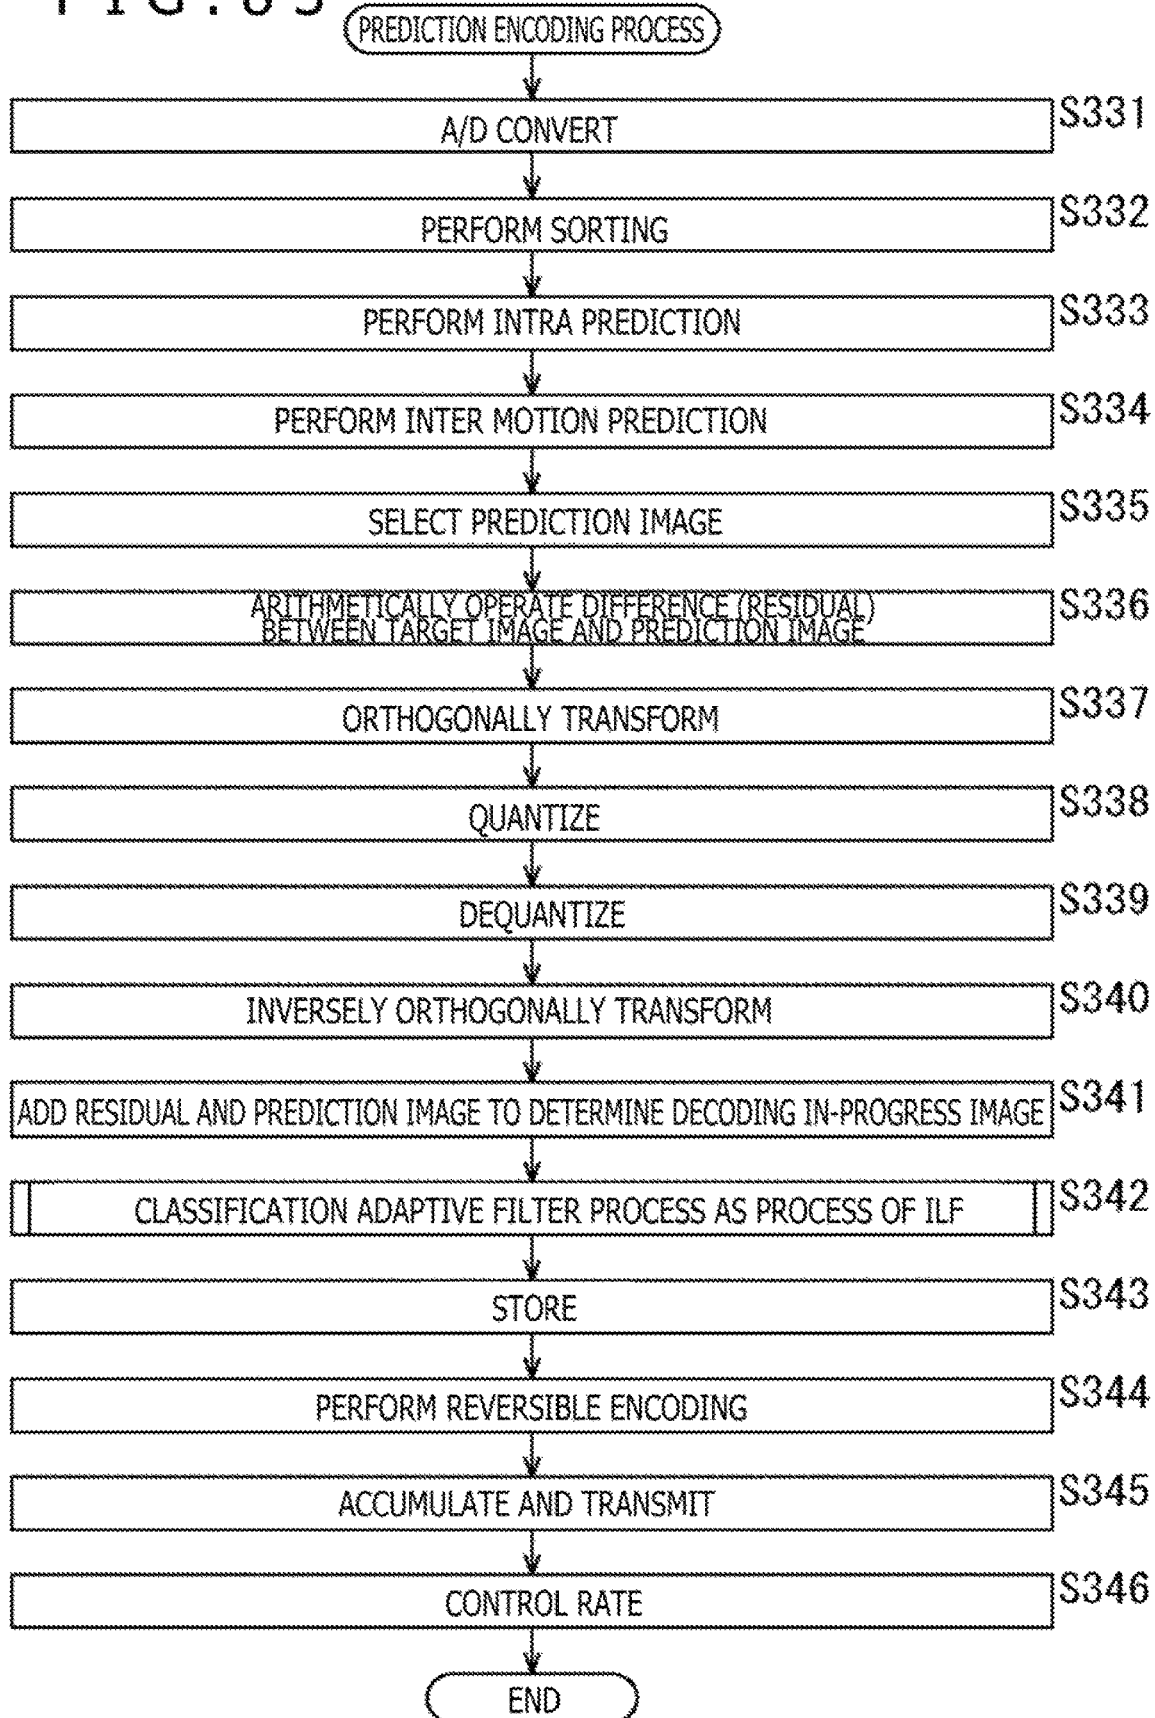 FIG. 63
PREDICTION ENCODING PROCESS
A/D CONVERT
S331
PERFORM SORTING
S332
PERFORM INTRA PREDICTION
S333
PERFORM INTER MOTION PREDICTION
S334
SELECT PREDICTION IMAGE
S335
ARITHMETICALLY OPERATE DIFFERENCE (RESIDUAL)
BETWEEN TARGET IMAGE AND PREDICTION IMAGE
S336
ORTHOGONALLY TRANSFORM
S337
QUANTIZE
S338
DEQUANTIZE
S339
INVERSELY ORTHOGONALLY TRANSFORM
S340
ADD RESIDUAL AND PREDICTION IMAGE TO DETERMINE DECODING IN-PROGRESS IMAGE
S341
CLASSIFICATION ADAPTIVE FILTER PROCESS AS PROCESS OF ILF
S342
STORE
S343
PERFORM REVERSIBLE ENCODING
S344
ACCUMULATE AND TRANSMIT
S345
CONTROL RATE
S346
END